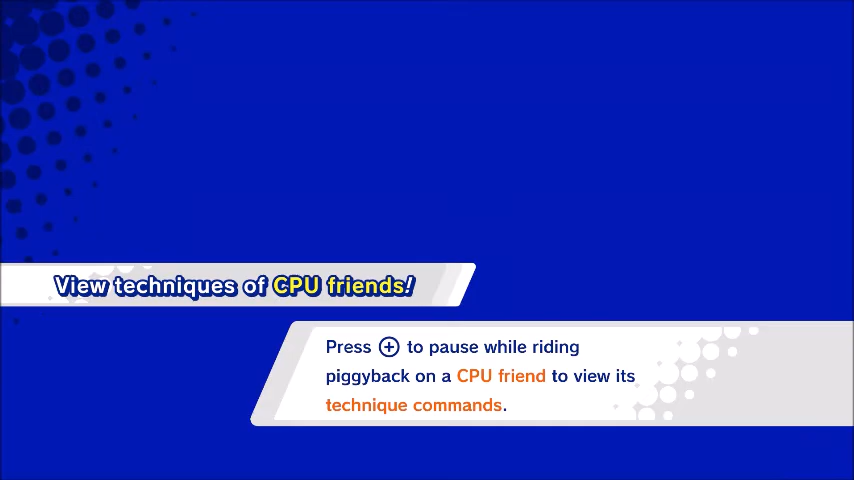 View techniques of CPU friends!
Press ⊕ to pause while riding
piggyback on a CPU friend to view its
technique commands.